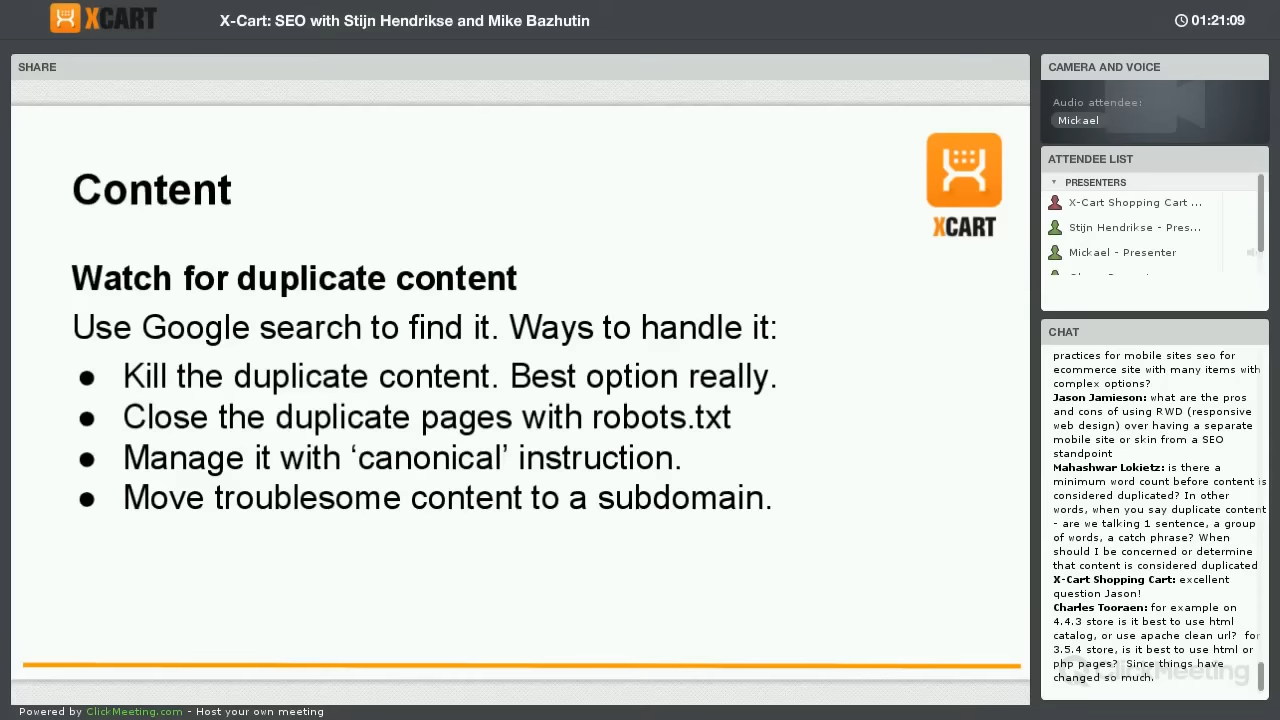 XCART
X-Cart: SEO with Stijn Hendrikse and Mike Bazhutin
01:21:09
SHARE
Content
XCART
Watch for duplicate content
Use Google search to find it. Ways to handle it:
● Kill the duplicate content. Best option really.
● Close the duplicate pages with robots.txt
● Manage it with ‘canonical’ instruction.
● Move troublesome content to a subdomain.
CAMERA AND VOICE
Audio attendee:
Mickael
ATTENDEE LIST
PRESENTERS
X-Cart Shopping Cart ...
Stijn Hendrikse - Pres...
Mickael - Presenter
CHAT
practices for mobile sites seo for
ecommerce site with many items with
complex options?
Jason Jamieson: what are the pros
and cons of using RWD (responsive
web design) over having a separate
mobile site or skin from a SEO
standpoint
Mahashwar Lokietz: is there a
minimum word count before content is
considered duplicated? In other
words, when you say duplicate content
- are we talking 1 sentence, a group
of words, a catch phrase? When
should I be concerned or determine
that content is considered duplicated
X-Cart Shopping Cart: excellent
question Jason!
Charles Tooraen: for example on
4.4.3 store is it best to use html
catalog, or use apache clean url? for
3.5.4 store, is it best to use html or
php pages? Since things have
changed so much.
ClickMeeting
Powered by ClickMeeting.com - Host your own meeting